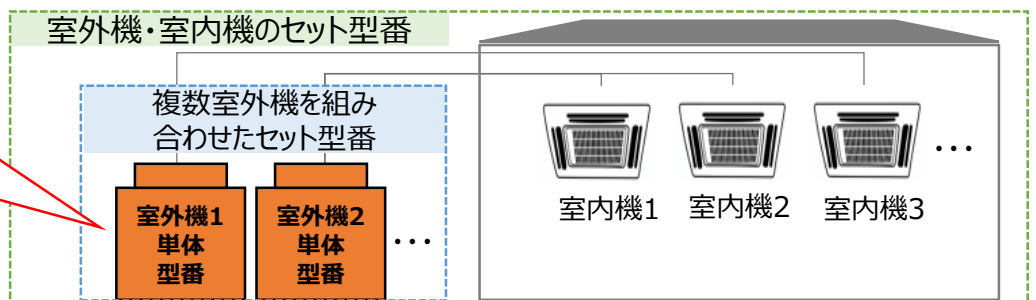 室外機・室内機のセット型番
複数室外機を組み
合わせたセット型番
室外機1
単体
型番
室外機2
単体
型番
・・・
室内機1
室内機2
室内機3
・・・